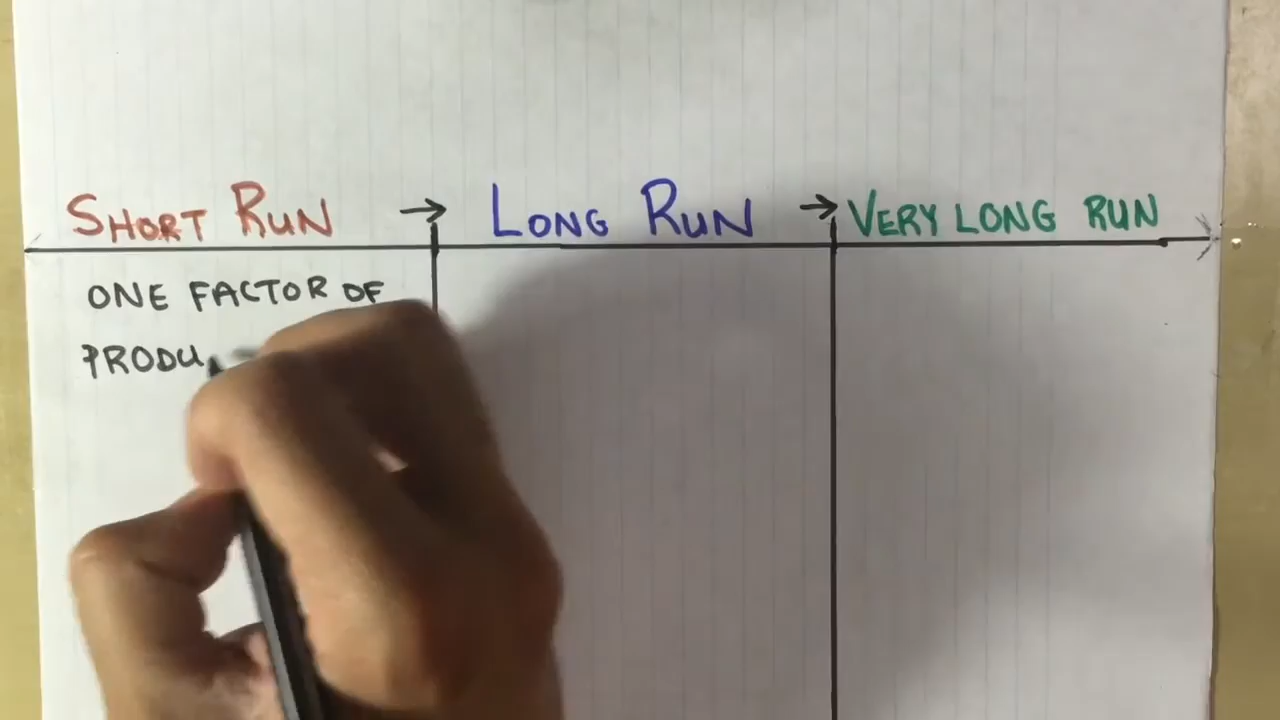 SHORT RUN → LONG RUN → VERY LONG RUN
ONE FACTOR OF
PRODU